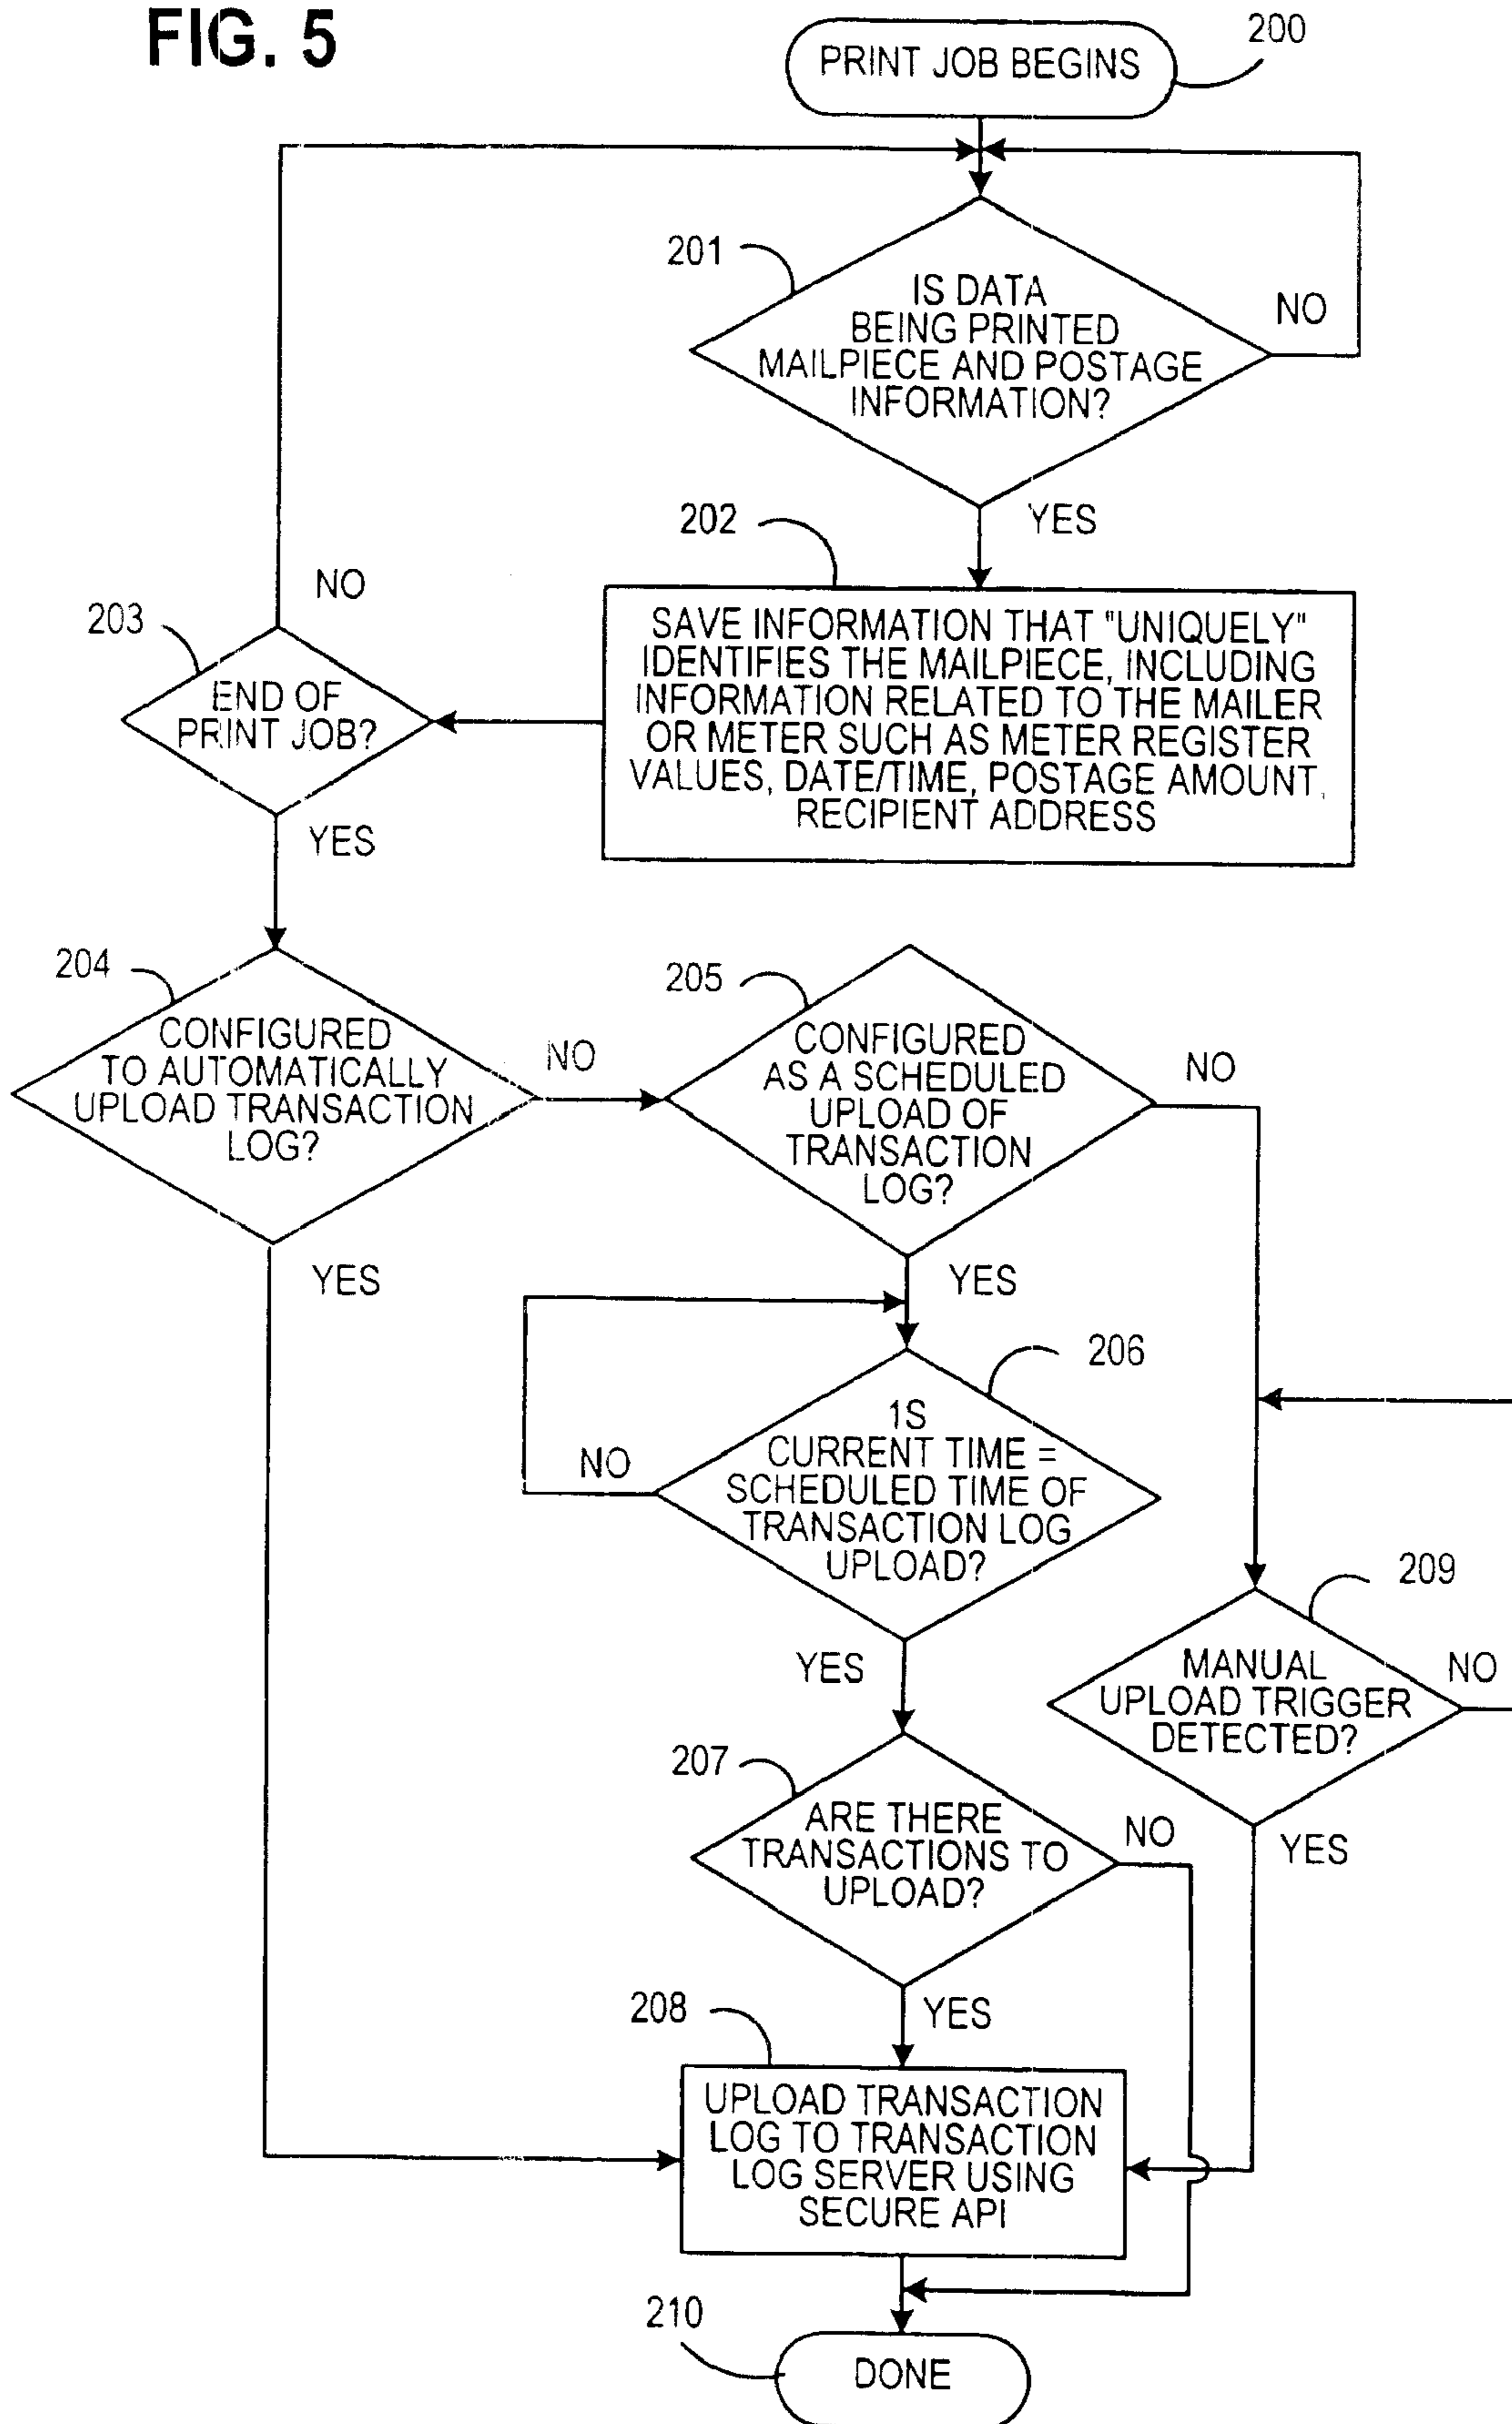 FIG. 5
PRINT JOB BEGINS
200
201
IS DATA
BEING PRINTED
MAILPIECE AND POSTAGE
INFORMATION?
NO
YES
202
SAVE INFORMATION THAT "UNIQUELY"
IDENTIFIES THE MAILPIECE, INCLUDING
INFORMATION RELATED TO THE MAILER
OR METER SUCH AS METER REGISTER
VALUES, DATE/TIME, POSTAGE AMOUNT,
RECIPIENT ADDRESS
NO
203
END OF
PRINT JOB?
YES
204
CONFIGURED
TO AUTOMATICALLY
UPLOAD TRANSACTION
LOG?
NO
YES
205
CONFIGURED
AS A SCHEDULED
UPLOAD OF
TRANSACTION
LOG?
NO
YES
206
1S
CURRENT TIME =
SCHEDULED TIME OF
TRANSACTION LOG
UPLOAD?
NO
YES
209
MANUAL
UPLOAD TRIGGER
DETECTED?
NO
YES
207
ARE THERE
TRANSACTIONS TO
UPLOAD?
NO
YES
208
UPLOAD TRANSACTION
LOG TO TRANSACTION
LOG SERVER USING
SECURE API
210
DONE